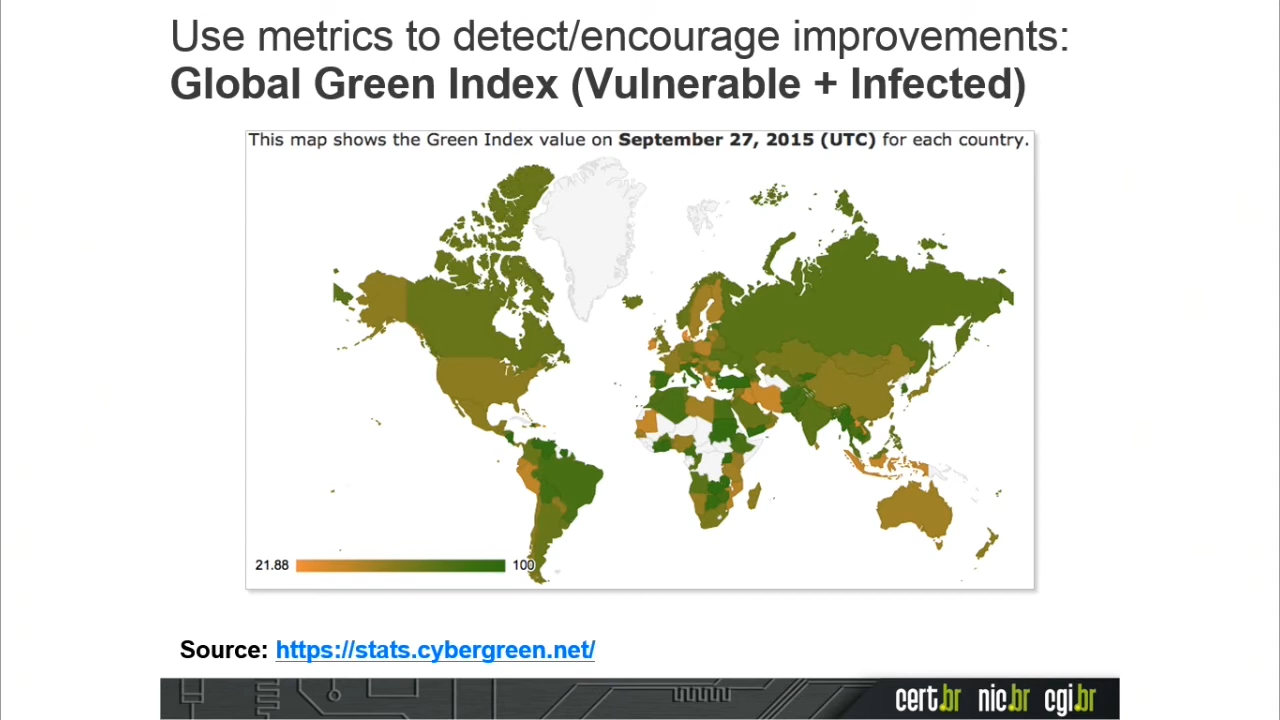 Use metrics to detect/encourage improvements:
Global Green Index (Vulnerable + Infected)
This map shows the Green Index value on September 27, 2015 (UTC) for each country.
21.88
100
Source: https://stats.cybergreen.net/
cert.br nic.br cgi.br